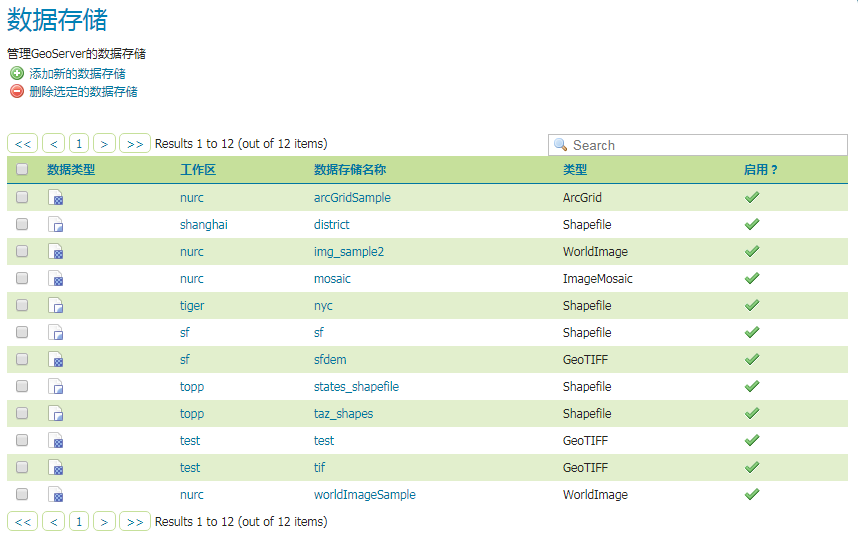 数据存储
管理GeoServer的数据存储
添加新的数据存储
删除选定的数据存储
<< < 1 > >> Results 1 to 12 (out of 12 items) Search
数据类型 工作区 数据存储名称 类型 启用？
nurc arcGridSample ArcGrid
shanghai district Shapefile
nurc img_sample2 WorldImage
nurc mosaic ImageMosaic
tiger nyc Shapefile
sf sf Shapefile
sf sfdem GeoTIFF
topp states_shapefile Shapefile
topp taz_shapes Shapefile
test test GeoTIFF
test tif GeoTIFF
nurc worldImageSample WorldImage
<< < 1 > >> Results 1 to 12 (out of 12 items)